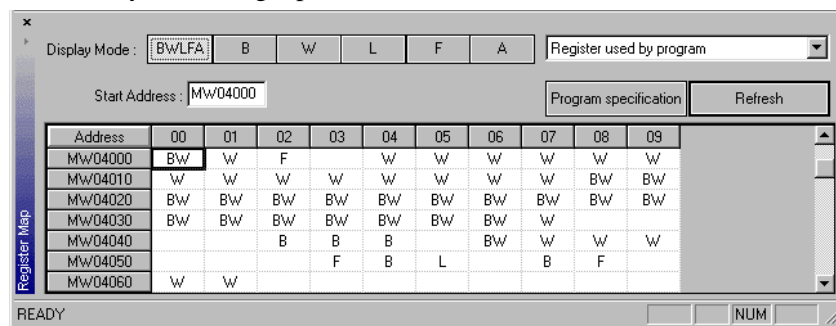 Display Mode : BWLFA B W L F A Register used by program
Start Address : MW04000 Program specification Refresh
Address 00 01 02 03 04 05 06 07 08 09
MW04000 BW W F W W W W W W
MW04010 W W W W W W W W BW BW
MW04020 BW BW BW BW BW BW BW BW BW BW
MW04030 BW BW BW BW BW BW BW W
MW04040 B B B BW W W W
MW04050 F B L B F
MW04060 W W
Register Map
READY NUM